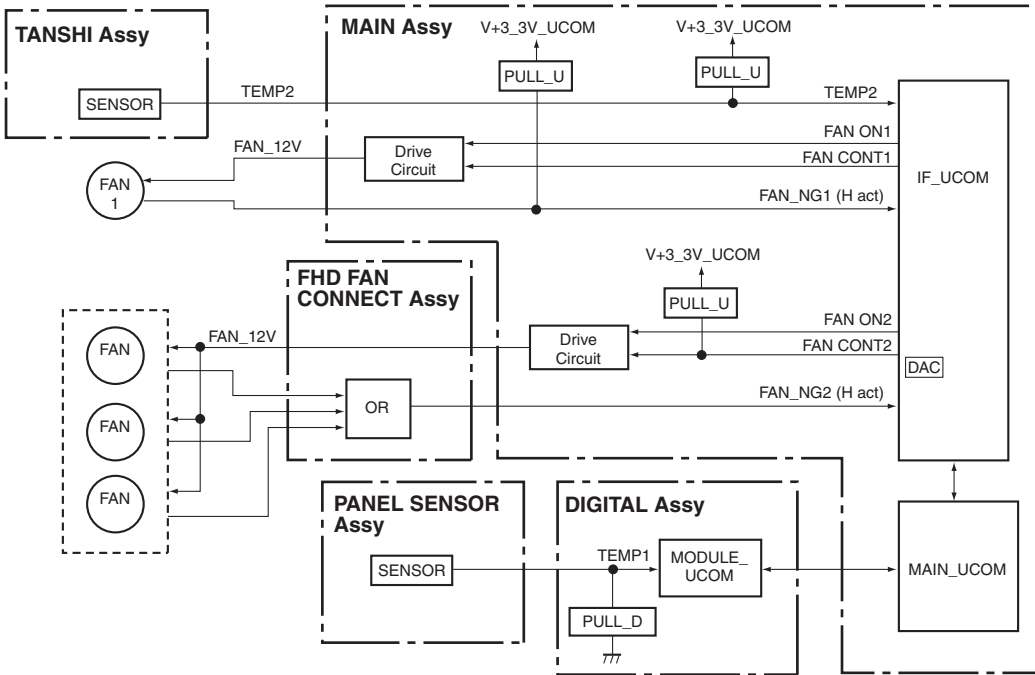 TANSHI Assy
MAIN Assy
V+3_3V_UCOM
V+3_3V_UCOM
PULL_U
PULL_U
SENSOR
TEMP2
TEMP2
FAN ON1
FAN_12V
Drive
Circuit
FAN CONT1
IF_UCOM
FAN
1
FAN_NG1 (H act)
V+3_3V_UCOM
FHD FAN
CONNECT Assy
PULL_U
FAN ON2
FAN
FAN_12V
Drive
Circuit
FAN CONT2
DAC
OR
FAN_NG2 (H act)
FAN
FAN
PANEL SENSOR
Assy
DIGITAL Assy
SENSOR
TEMP1
MODULE_
UCOM
MAIN_UCOM
PULL_D